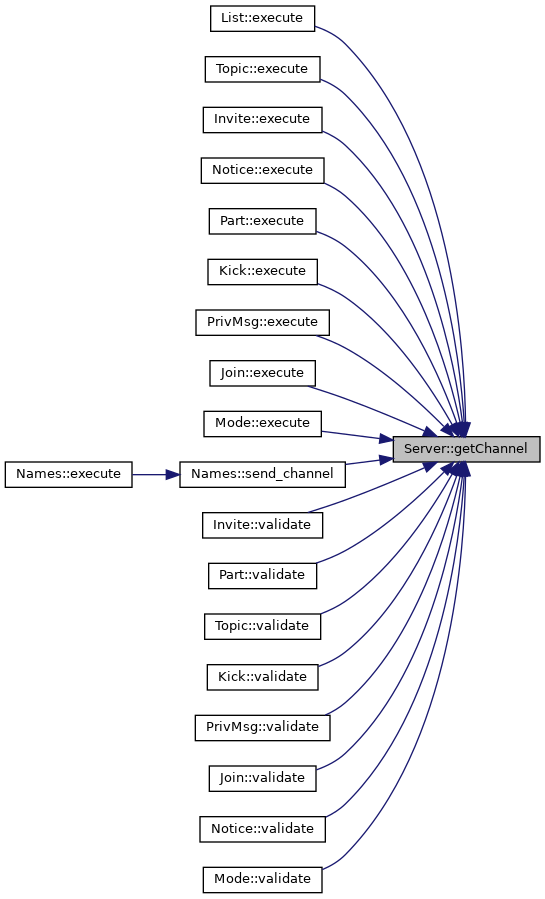 List::execute
Topic::execute
Invite::execute
Notice::execute
Part::execute
Kick::execute
PrivMsg::execute
Join::execute
Mode::execute
Server::getChannel
Names::execute
Names::send_channel
Invite::validate
Part::validate
Topic::validate
Kick::validate
PrivMsg::validate
Join::validate
Notice::validate
Mode::validate